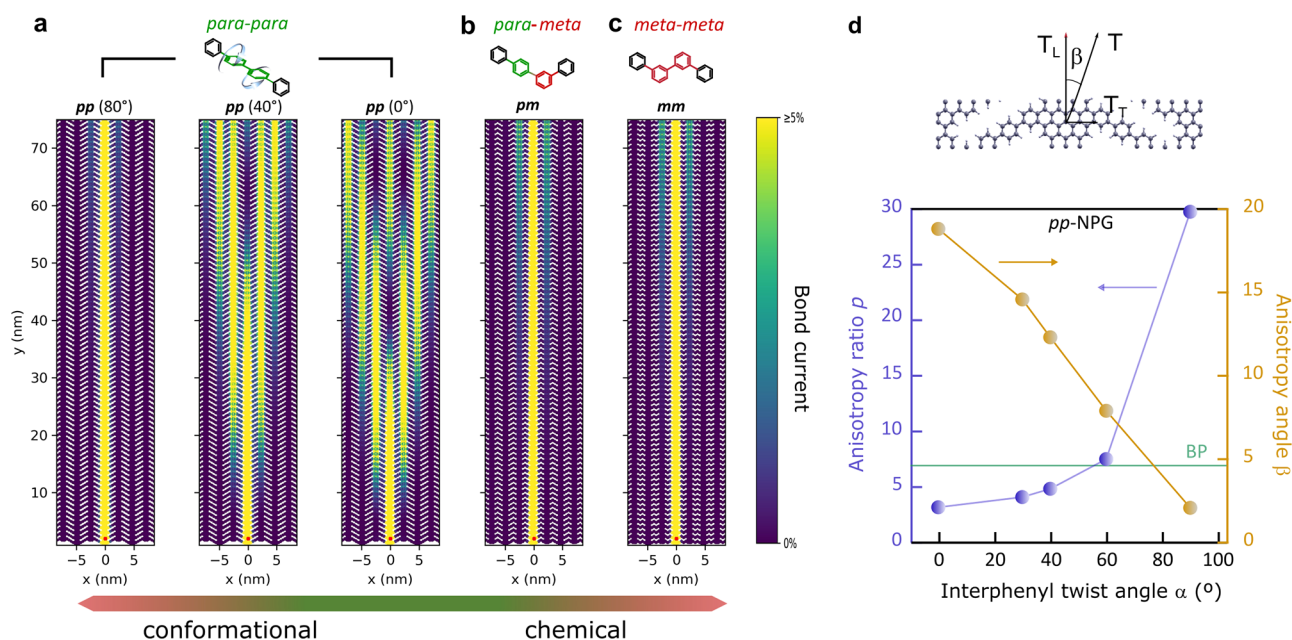 a
para-para
b
para-meta
c
meta-meta
d
pp (80°)
pp (40°)
pp (0°)
pm
mm
T_L
β
T
T_T
y (nm)
70
60
50
40
30
20
10
−5 0 5
x (nm)
−5 0 5
x (nm)
−5 0 5
x (nm)
−5 0 5
x (nm)
−5 0 5
x (nm)
≥5%
Bond current
0%
conformational
chemical
pp-NPG
BP
Anisotropy ratio p
30
25
20
15
10
5
0
Anisotropy angle β
20
15
10
5
0
0 20 40 60 80 100
Interphenyl twist angle α (º)